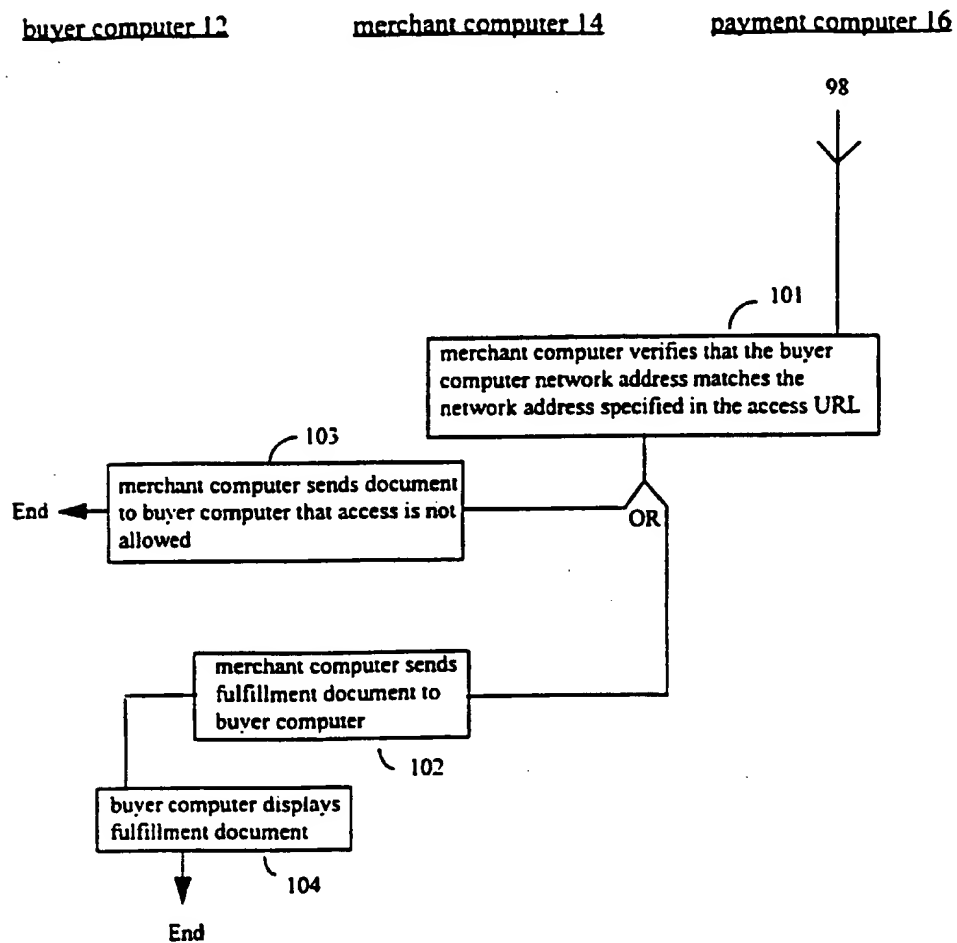 buyer computer 12
merchant computer 14
payment computer 16
98
101
merchant computer verifies that the buyer
computer network address matches the
network address specified in the access URL
103
merchant computer sends document
to buyer computer that access is not
allowed
End
OR
merchant computer sends
fulfillment document to
buyer computer
102
buyer computer displays
fulfillment document
104
End